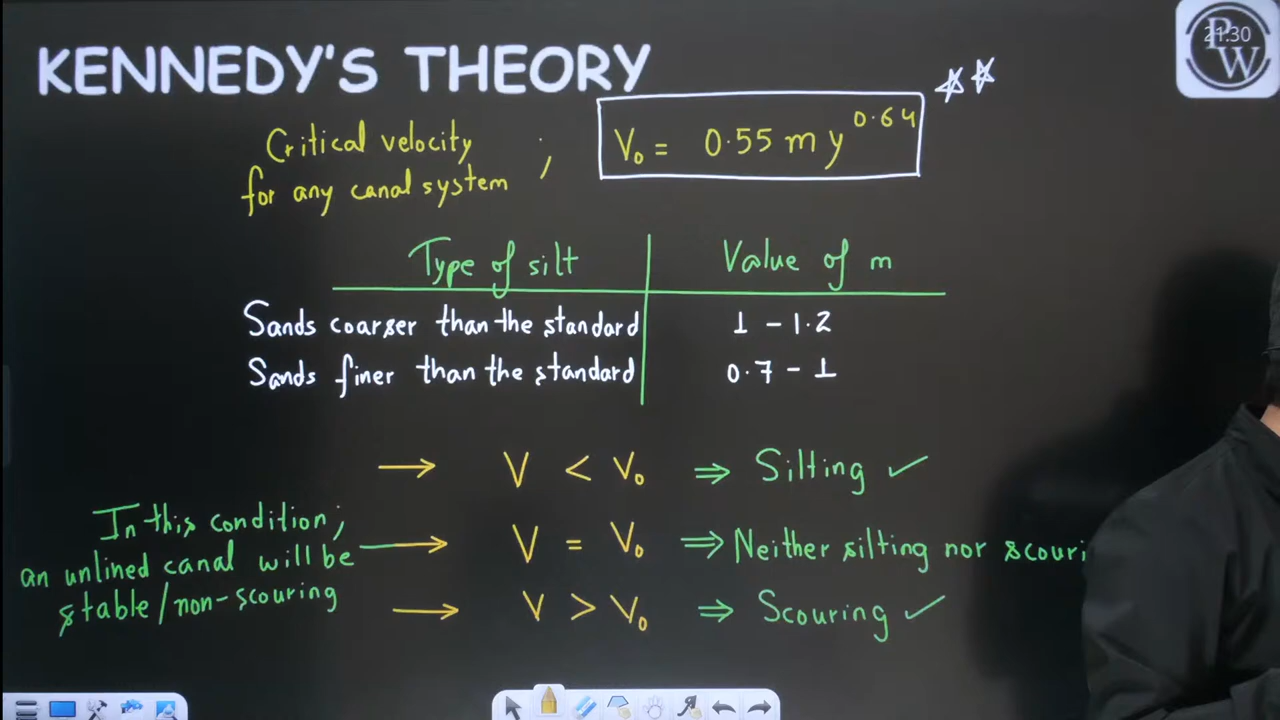 KENNEDY'S THEORY
21:30
PW
Critical velocity
for any canal system ;
V₀ = 0.55 m y^0.64
Type of silt | Value of m
Sands coarser than the standard | 1 - 1.2
Sands finer than the standard | 0.7 - 1
→ V < V₀ ⇒ Silting ✓
In this condition,
an unlined canal will be
stable/non-scouring
→ V = V₀ ⇒ Neither silting nor scouri
→ V > V₀ ⇒ Scouring ✓